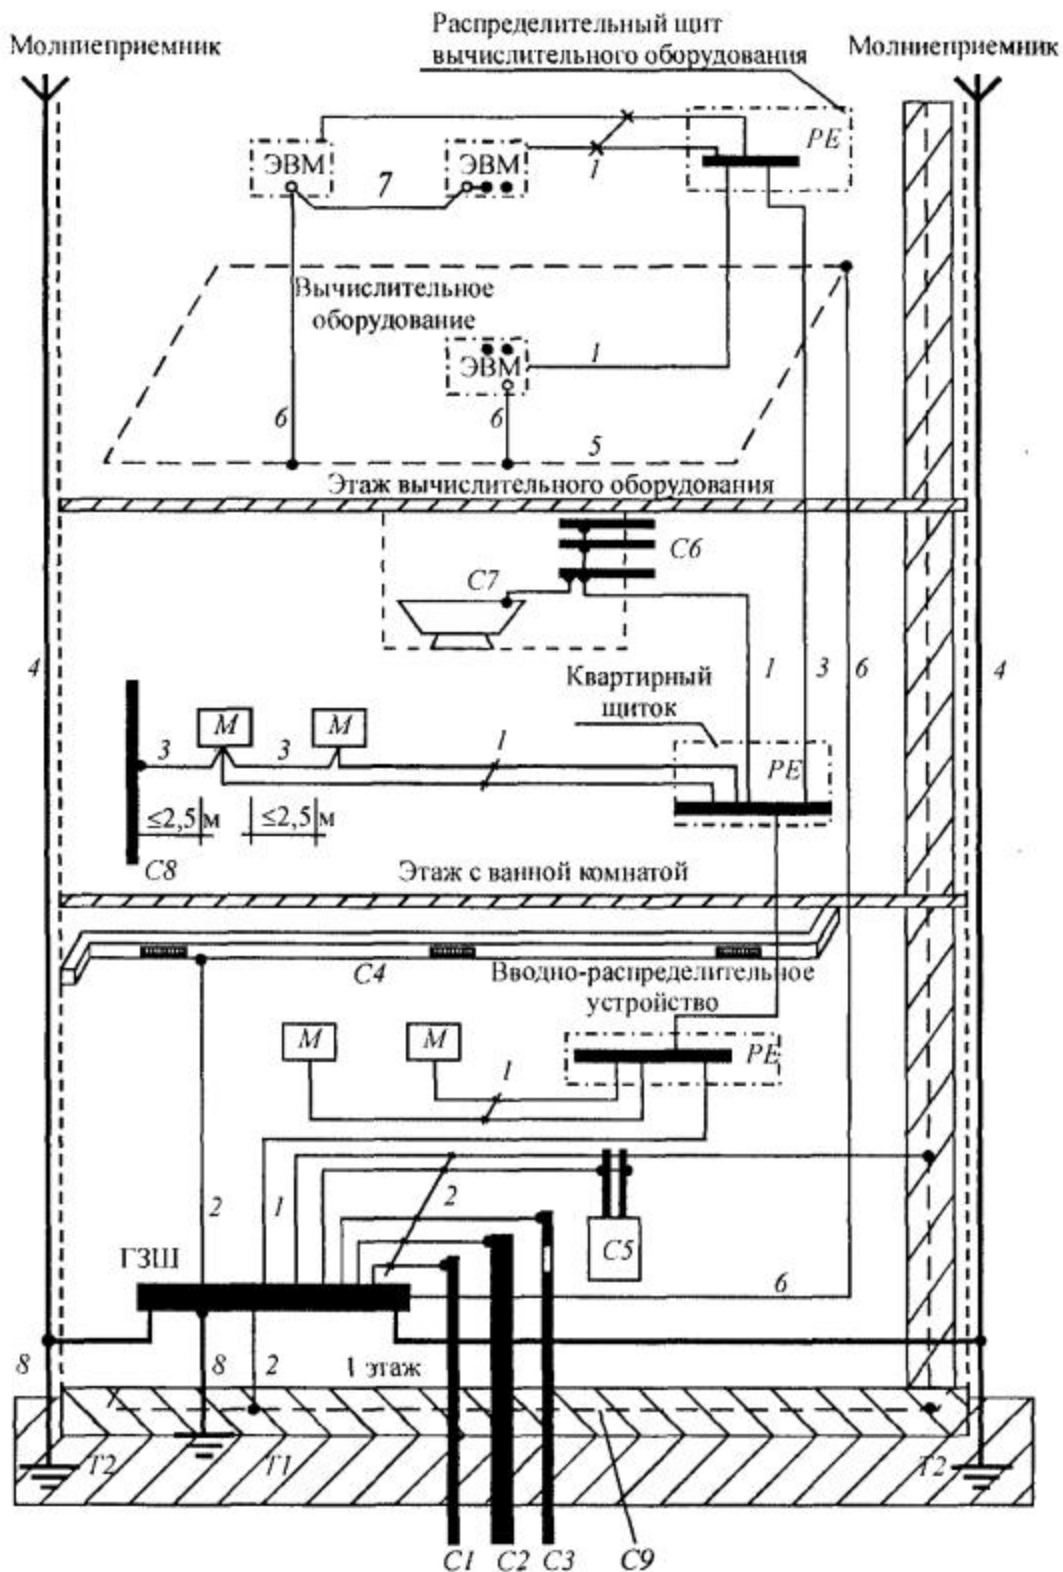 Распределительный щит
вычислительного оборудования
Молниеприемник
Молниеприемник
PE
ЭВМ
ЭВМ
7
1
Вычислительное
оборудование
ЭВМ
1
6
6
5
Этаж вычислительного оборудования
C6
C7
4
1
3
6
4
Квартирный
щиток
M
M
3
3
1
PE
≤2,5 м
≤2,5 м
C8
Этаж с ванной комнатой
C4
Вводно-распределительное
устройство
M
M
PE
1
2
1
2
C5
ГЗШ
6
8
8
2
1 этаж
T2
T1
T2
C1
C2
C3
C9